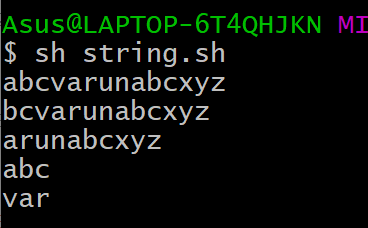 Asus@LAPTOP-6T4QHJKN MI
$ sh string.sh
abcvarunabcxyz
bcvarunabcxyz
arunabcxyz
abc
var